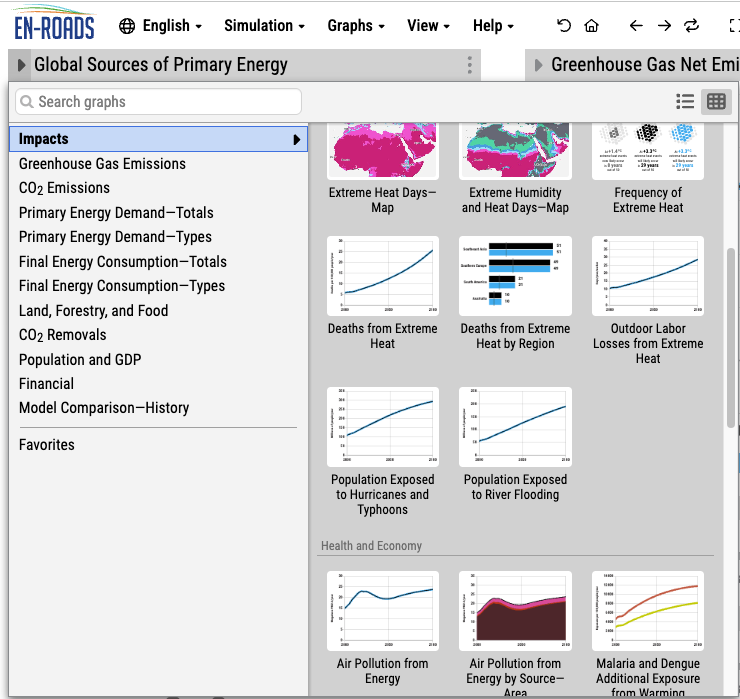 EN-ROADS
English
Simulation
Graphs
View
Help
Global Sources of Primary Energy
Greenhouse Gas Net Emi
Search graphs
Impacts
Greenhouse Gas Emissions
CO2 Emissions
Primary Energy Demand—Totals
Primary Energy Demand—Types
Final Energy Consumption—Totals
Final Energy Consumption—Types
Land, Forestry, and Food
CO2 Removals
Population and GDP
Financial
Model Comparison—History
Favorites
Extreme Heat Days—
Map
Extreme Humidity
and Heat Days—Map
Frequency of
Extreme Heat
Deaths from Extreme
Heat
Deaths from Extreme
Heat by Region
Outdoor Labor
Losses from Extreme
Heat
Population Exposed
to Hurricanes and
Typhoons
Population Exposed
to River Flooding
Health and Economy
Air Pollution from
Energy
Air Pollution from
Energy by Source—
Area
Malaria and Dengue
Additional Exposure
from Warming